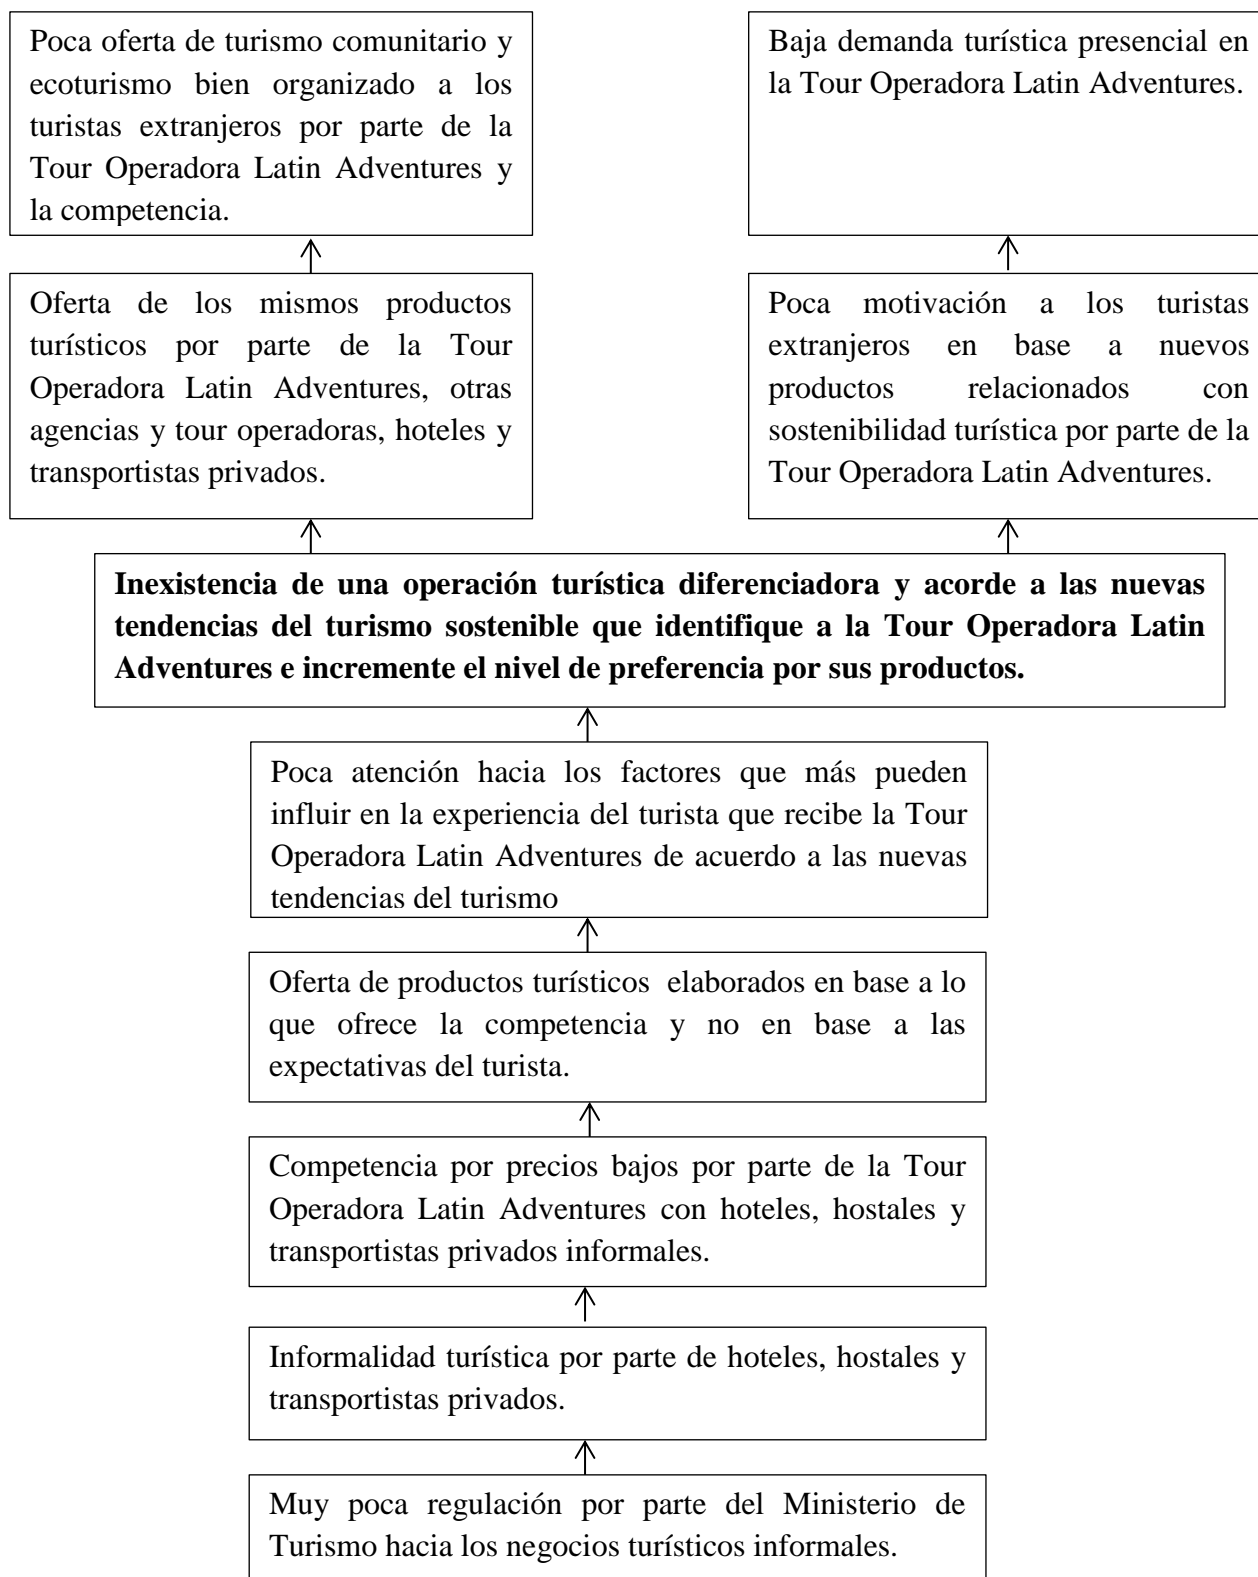 Poca oferta de turismo comunitario y
ecoturismo bien organizado a los
turistas extranjeros por parte de la
Tour Operadora Latin Adventures y
la competencia.
Baja demanda turística presencial en
la Tour Operadora Latin Adventures.
Oferta de los mismos productos
turísticos por parte de la Tour
Operadora Latin Adventures, otras
agencias y tour operadoras, hoteles y
transportistas privados.
Poca motivación a los turistas
extranjeros en base a nuevos
productos relacionados con
sostenibilidad turística por parte de la
Tour Operadora Latin Adventures.
Inexistencia de una operación turística diferenciadora y acorde a las nuevas
tendencias del turismo sostenible que identifique a la Tour Operadora Latin
Adventures e incremente el nivel de preferencia por sus productos.
Poca atención hacia los factores que más pueden
influir en la experiencia del turista que recibe la Tour
Operadora Latin Adventures de acuerdo a las nuevas
tendencias del turismo
Oferta de productos turísticos elaborados en base a lo
que ofrece la competencia y no en base a las
expectativas del turista.
Competencia por precios bajos por parte de la Tour
Operadora Latin Adventures con hoteles, hostales y
transportistas privados informales.
Informalidad turística por parte de hoteles, hostales y
transportistas privados.
Muy poca regulación por parte del Ministerio de
Turismo hacia los negocios turísticos informales.